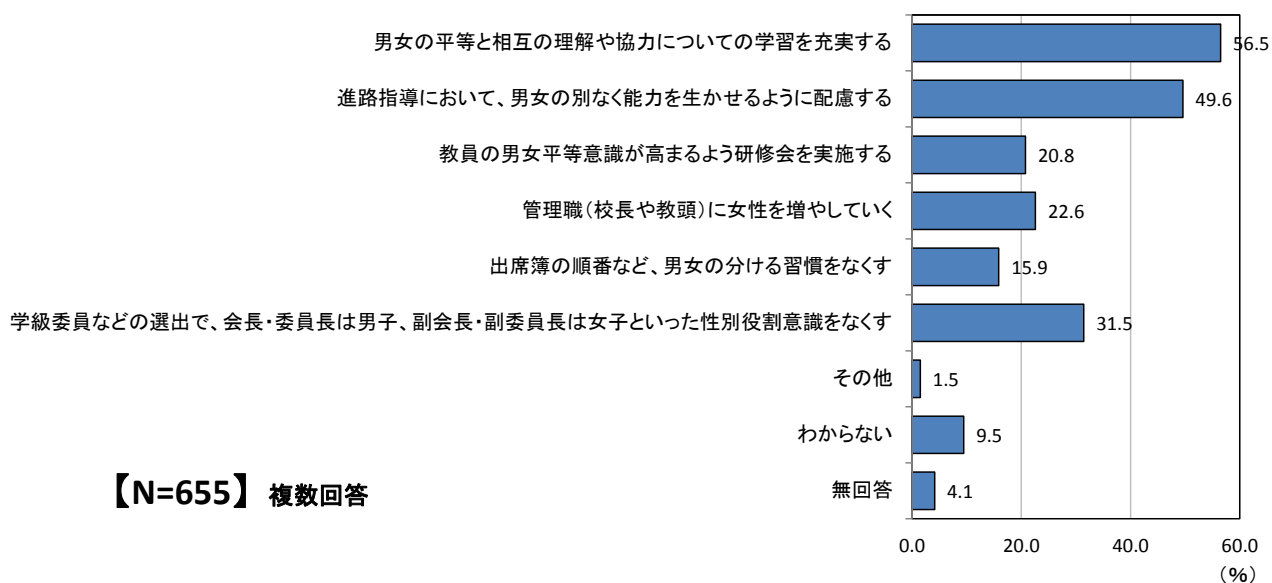 男女の平等と相互の理解や協力についての学習を充実する 56.5
進路指導において、男女の別なく能力を生かせるように配慮する 49.6
教員の男女平等意識が高まるよう研修会を実施する 20.8
管理職(校長や教頭)に女性を増やしていく 22.6
出席簿の順番など、男女の分ける習慣をなくす 15.9
学級委員などの選出で、会長・委員長は男子、副会長・副委員長は女子といった性別役割意識をなくす 31.5
その他 1.5
わからない 9.5
無回答 4.1
【N=655】 複数回答
0.0 20.0 40.0 60.0
(%)